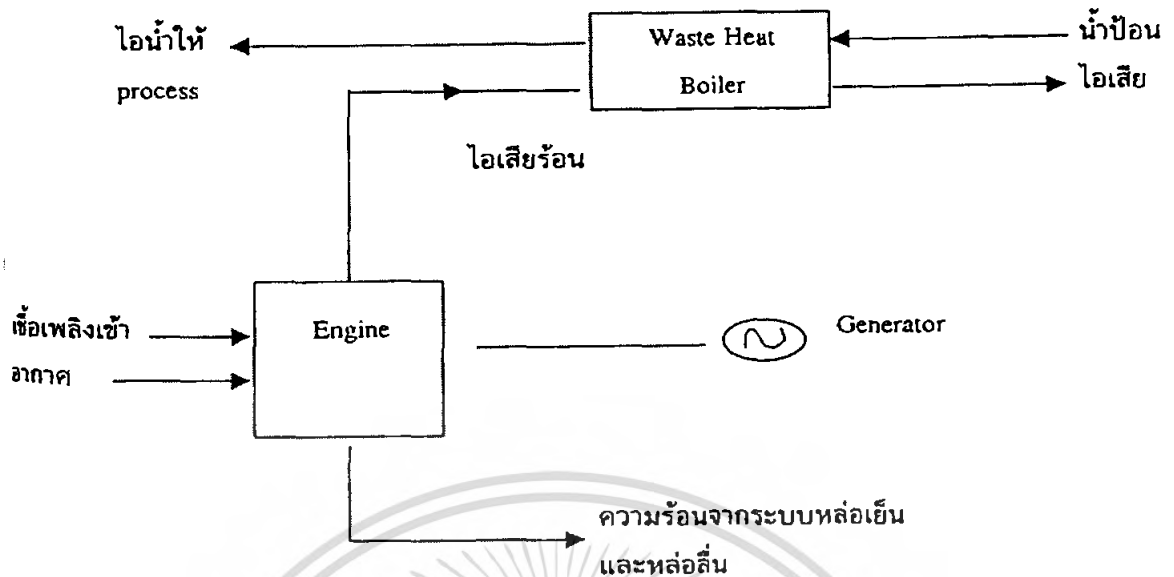 ไอน้ำให้
process
Waste Heat
Boiler
น้ำป้อน
ไอเสีย
ไอเสียร้อน
เชื้อเพลิงเข้า
อากาศ
Engine
Generator
ความร้อนจากระบบหล่อเย็น
และหล่อลื่น